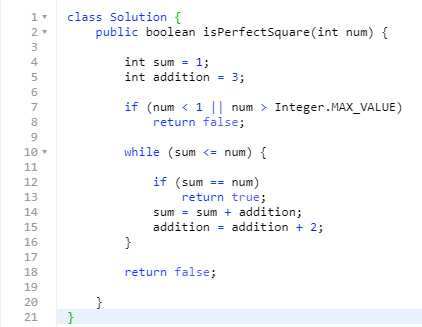 1 class Solution {
2     public boolean isPerfectSquare(int num) {
3
4         int sum = 1;
5         int addition = 3;
6
7         if (num < 1 || num > Integer.MAX_VALUE)
8             return false;
9
10         while (sum <= num) {
11
12             if (sum == num)
13                 return true;
14             sum = sum + addition;
15             addition = addition + 2;
16         }
17
18         return false;
19
20     }
21 }